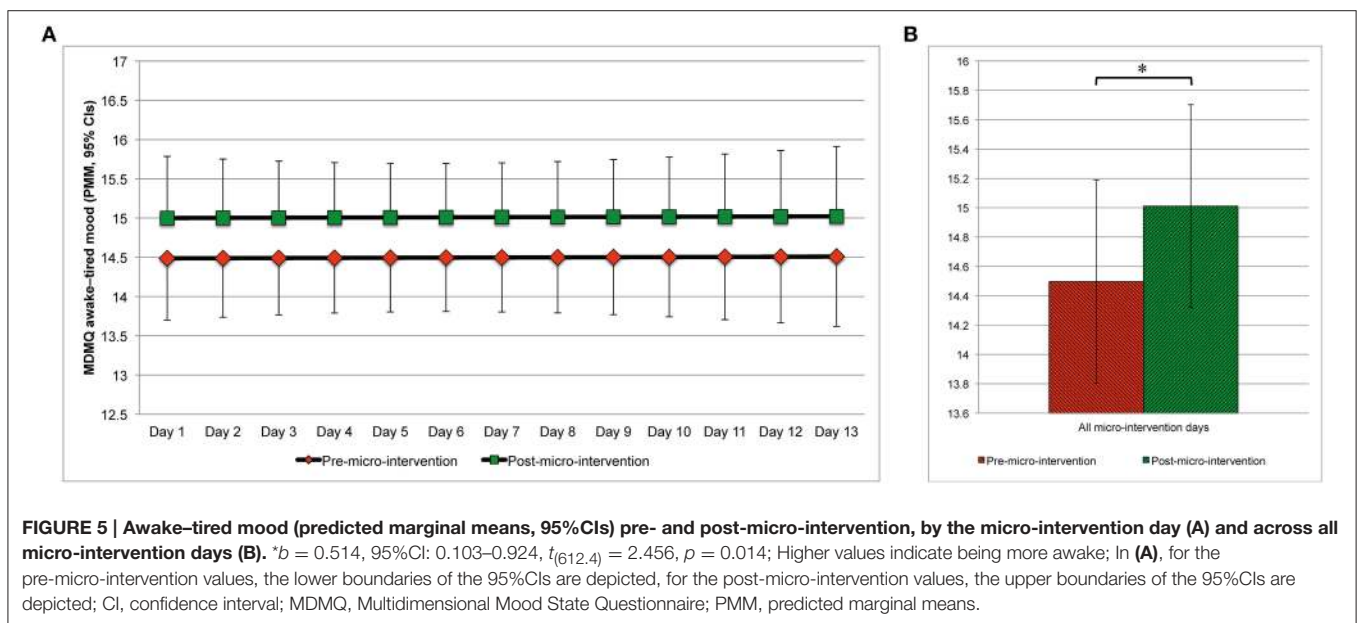 A
MDMQ awake–tired mood (PMM, 95% CIs)
17
16.5
16
15.5
15
14.5
14
13.5
13
12.5
Day 1 Day 2 Day 3 Day 4 Day 5 Day 6 Day 7 Day 8 Day 9 Day 10 Day 11 Day 12 Day 13
Pre-micro-intervention Post-micro-intervention
B
16
15.8
15.6
15.4
15.2
15
14.8
14.6
14.4
14.2
14
13.8
13.6
*
All micro-intervention days
Pre-micro-intervention Post-micro-intervention
FIGURE 5 | Awake–tired mood (predicted marginal means, 95%CIs) pre- and post-micro-intervention, by the micro-intervention day (A) and across all
micro-intervention days (B). *b = 0.514, 95%CI: 0.103–0.924, t(612.4) = 2.456, p = 0.014; Higher values indicate being more awake; In (A), for the
pre-micro-intervention values, the lower boundaries of the 95%CIs are depicted, for the post-micro-intervention values, the upper boundaries of the 95%CIs are
depicted; CI, confidence interval; MDMQ, Multidimensional Mood State Questionnaire; PMM, predicted marginal means.